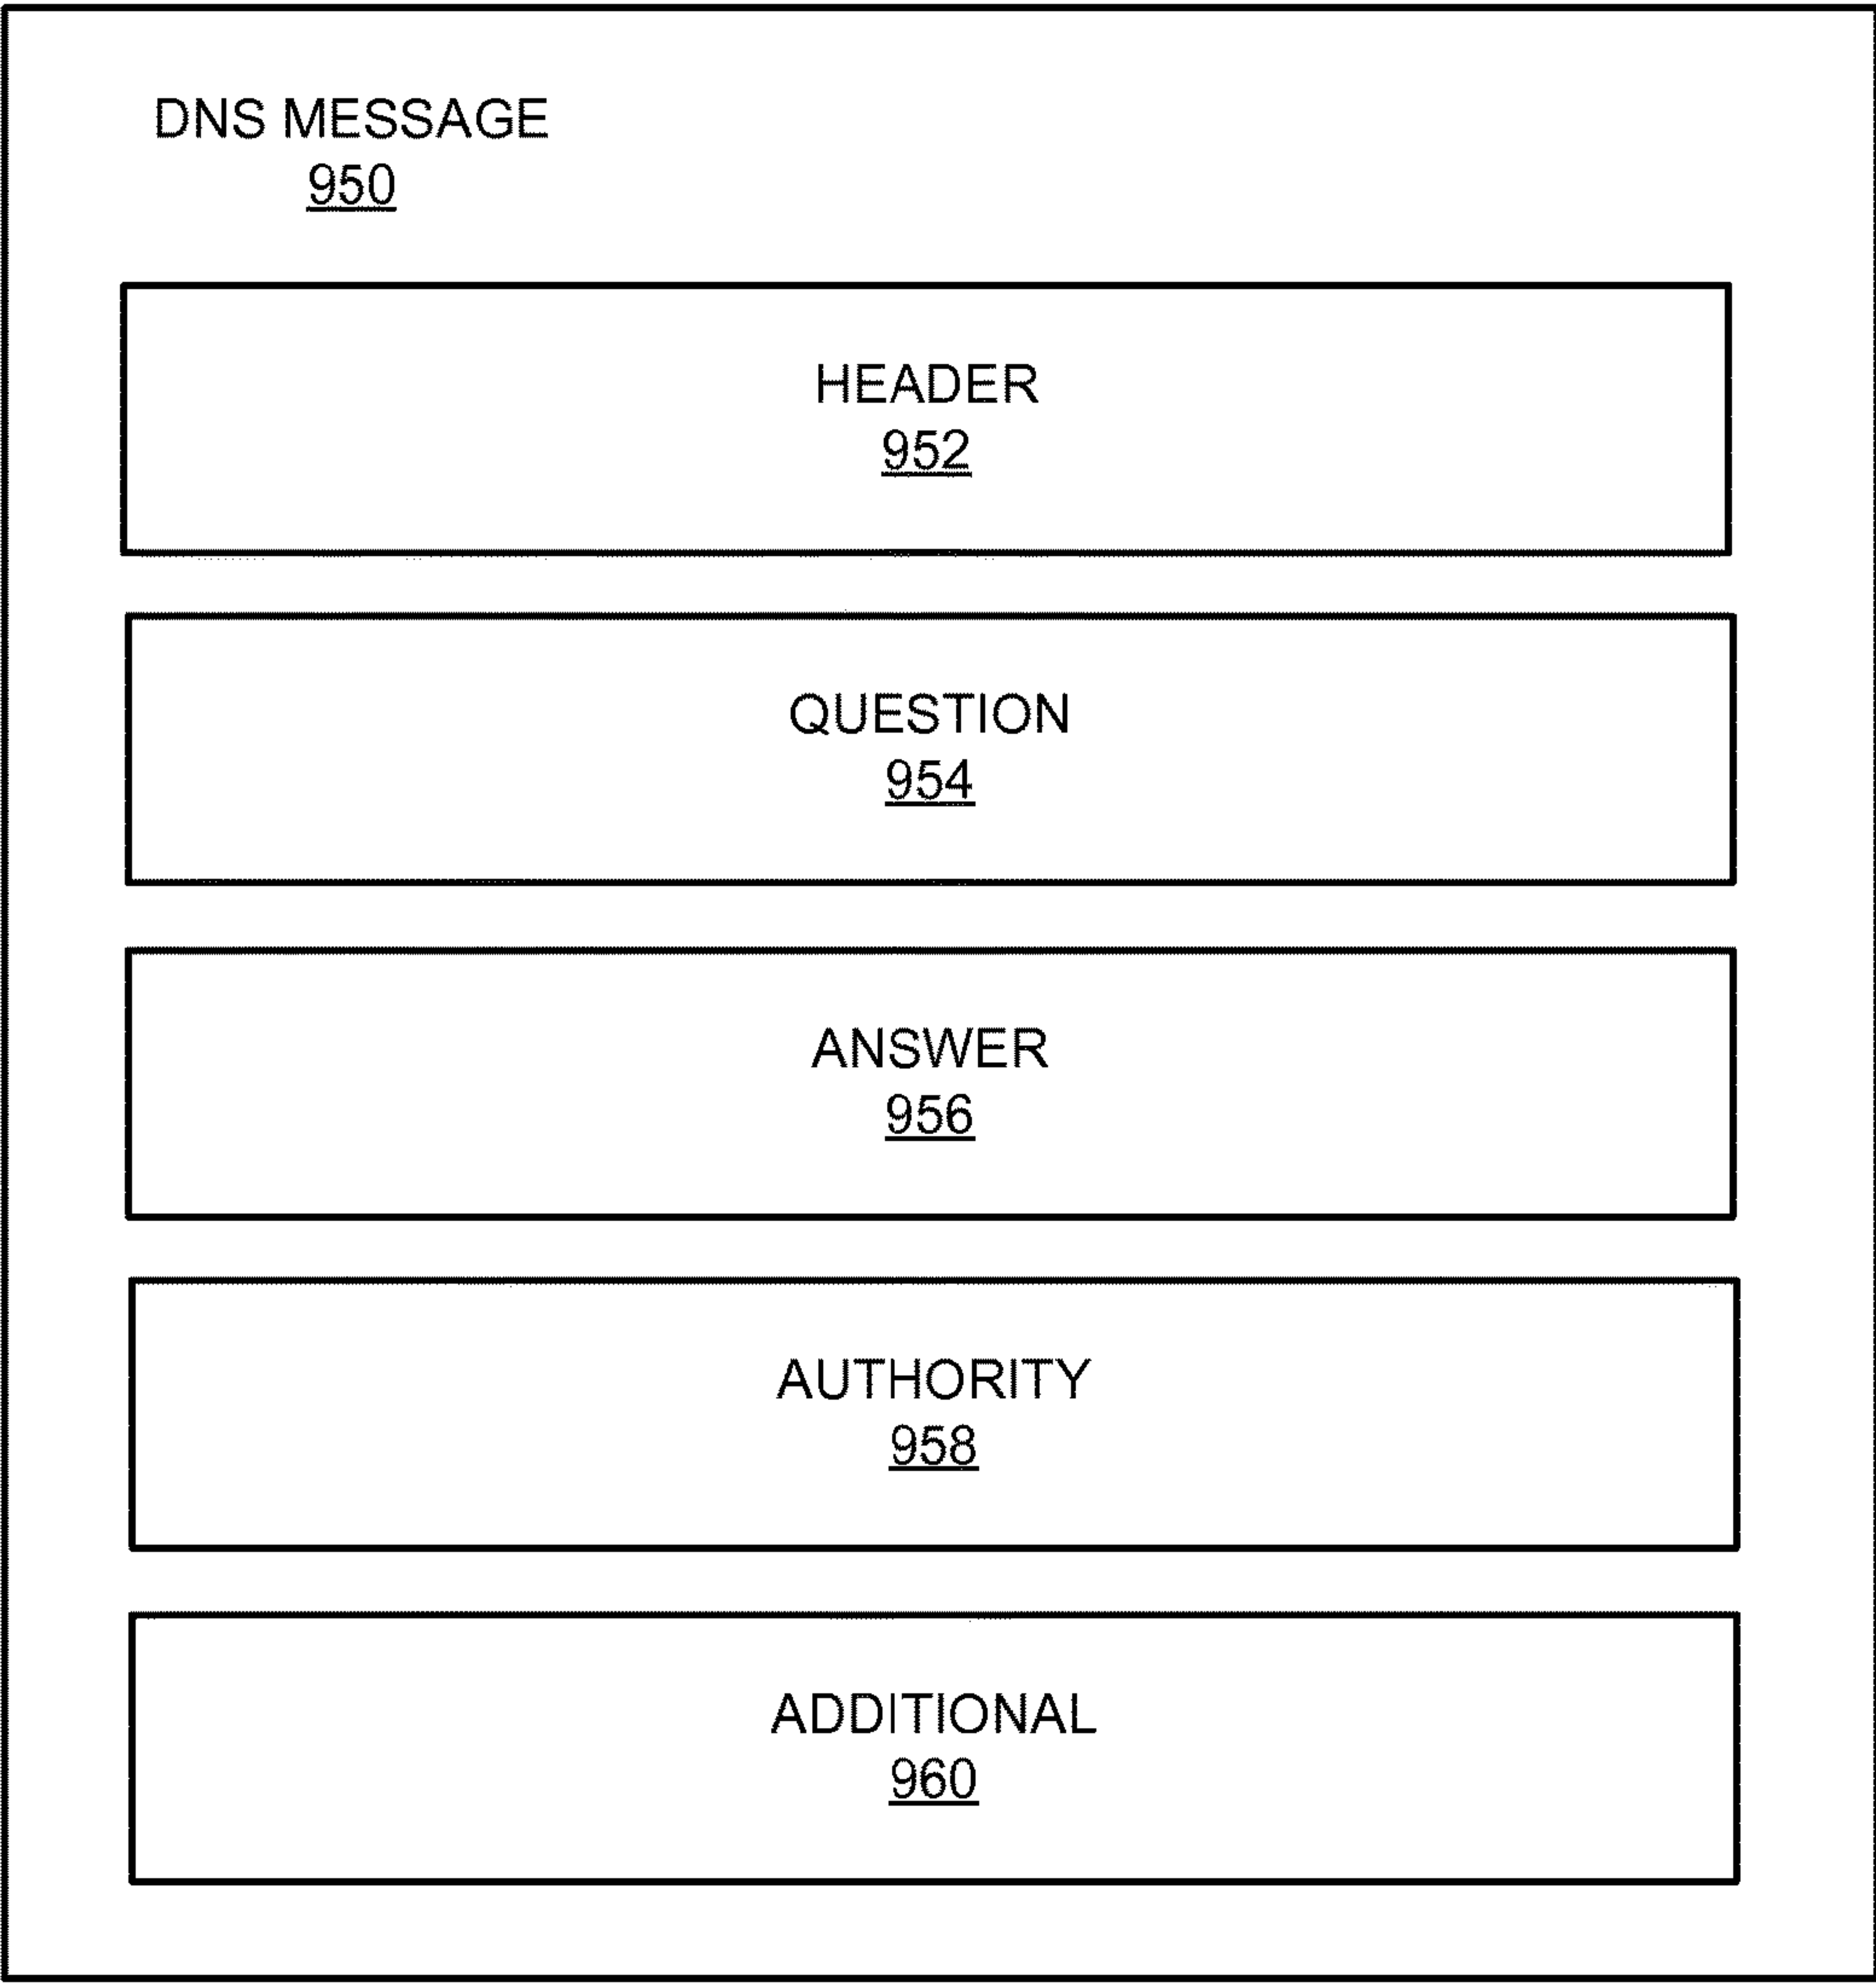 DNS MESSAGE
950
HEADER
952
QUESTION
954
ANSWER
956
AUTHORITY
958
ADDITIONAL
960